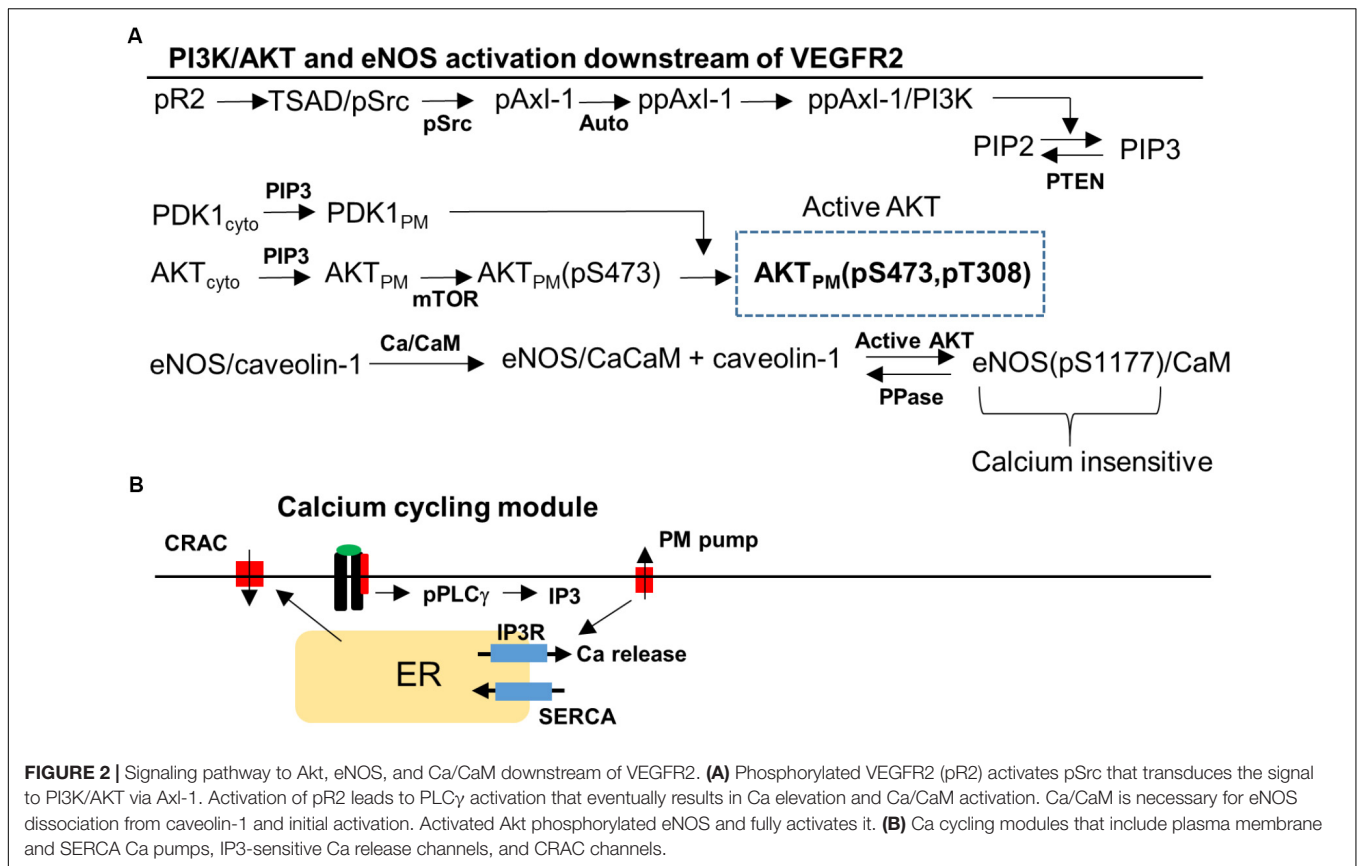 A
PI3K/AKT and eNOS activation downstream of VEGFR2
pR2 TSAD/pSrc pAxl-1 ppAxl-1 ppAxl-1/PI3K
pSrc Auto
PIP2 PIP3
PTEN
PIP3 Active AKT
PDK1cyto PDK1PM
PIP3
AKTcyto AKTPM AKTPM(pS473) AKTPM(pS473,pT308)
mTOR
Ca/CaM Active AKT
eNOS/caveolin-1 eNOS/CaCaM + caveolin-1 eNOS(pS1177)/CaM
PPase
Calcium insensitive
B
Calcium cycling module
CRAC PM pump
pPLCγ IP3
IP3R
ER Ca release
SERCA
FIGURE 2 | Signaling pathway to Akt, eNOS, and Ca/CaM downstream of VEGFR2. (A) Phosphorylated VEGFR2 (pR2) activates pSrc that transduces the signal
to PI3K/AKT via Axl-1. Activation of pR2 leads to PLCγ activation that eventually results in Ca elevation and Ca/CaM activation. Ca/CaM is necessary for eNOS
dissociation from caveolin-1 and initial activation. Activated Akt phosphorylated eNOS and fully activates it. (B) Ca cycling modules that include plasma membrane
and SERCA Ca pumps, IP3-sensitive Ca release channels, and CRAC channels.